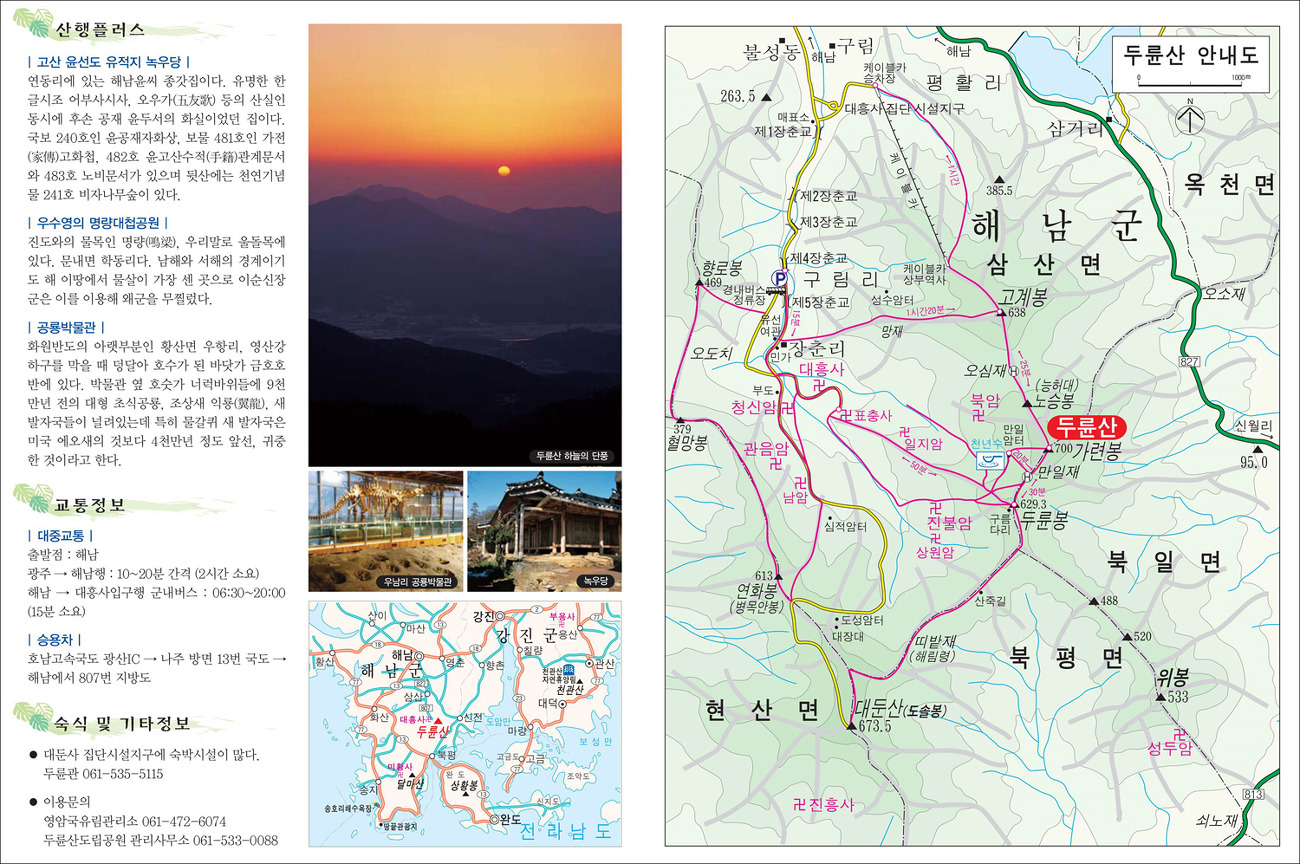 산행플러스
| 고산 윤선도 유적지 녹우당 |
연동리에 있는 해남윤씨 종갓집이다. 유명한 한
글시조 어부사시사, 오우가(五友歌) 등의 산실인
동시에 후손 공재 윤두서의 화실이었던 집이다.
국보 240호인 윤공재자화상, 보물 481호인 가전
(家傳)고화첩, 482호 윤고산수적(手籍)관계문서
와 483호 노비문서가 있으며 뒷산에는 천연기념
물 241호 비자나무숲이 있다.
| 우수영의 명량대첩공원 |
진도와의 물목인 명량(鳴梁), 우리말로 울돌목에
있다. 문내면 학동리다. 남해와 서해의 경계이기
도 해 이땅에서 물살이 가장 센 곳으로 이순신장
군은 이를 이용해 왜군을 무찔렀다.
| 공룡박물관 |
화원반도의 아랫부분인 황산면 우항리, 영산강
하구를 막을 때 덩달아 호수가 된 바닷가 금호호
반에 있다. 박물관 옆 호숫가 너럭바위들에 9천
만년 전의 대형 초식공룡, 조상새 익룡(翼龍), 새
발자국들이 널려있는데 특히 물갈퀴 새 발자국은
미국 에오새의 것보다 4천만년 정도 앞선, 귀중
한 것이라고 한다.
교통정보
| 대중교통 |
출발점 : 해남
광주 → 해남행 : 10~20분 간격 (2시간 소요)
해남 → 대흥사입구행 군내버스 : 06:30~20:00
(15분 소요)
| 승용차 |
호남고속국도 광산IC → 나주 방면 13번 국도 →
해남에서 807번 지방도
숙식 및 기타정보
● 대둔사 집단시설지구에 숙박시설이 많다.
두륜관 061-535-5115
● 이용문의
영암국유림관리소 061-472-6074
두륜산도립공원 관리사무소 061-533-0088
두륜산 하늘의 단풍
우남리 공룡박물관
녹우당
산이
마산
강진
2
부용사
77
강진군
용산
13
18
황산
해남
해남군
영춘
향촌
칠량
관산
천관산
자연휴양림
천관산
77
827
삼산
807
화산
대흥사
두륜산
신전
도암만
대덕
23
마량
보성만
북평
고금도
고금
77
미황사
달마산
완도
상황봉
조약도
송지
13
신지도
송호리해수욕장
땅끝관광지
완도
전라남도
두륜산 안내도
0
1000m
N
불성동
해남
구림
해남
케이블카
승차장
평활리
263.5
대흥사집단시설지구
매표소
제1장춘교
삼거리
케이블카
1시간
385.5
옥천면
제2장춘교
제3장춘교
해남군
삼산면
제4장춘교
향로봉
469
P
구림리
케이블카
상부역사
경내버스
정류장
제5장춘교
성수암터
고계봉
638
오소재
유선
여관
15분
1시간20분
망재
민가
장춘리
오도치
827
대흥사
오심재
H
25분
(능허대)
노승봉
부도
청신암
표충사
북암
379
혈망봉
만일
암터
두륜산
신월리
관음암
일지암
천년수
700
가련봉
95.0
20분
50분
H
만일재
남암
30분
629.3
심적암터
진불암
구름
다리
두륜봉
상원암
613
연화봉
(병목안봉)
북일면
산죽길
488
도성암터
대장대
520
띠밭재
(해림령)
북평면
위봉
533
현산면
대둔산(도솔봉)
673.5
성두암
진흥사
813
쇠노재